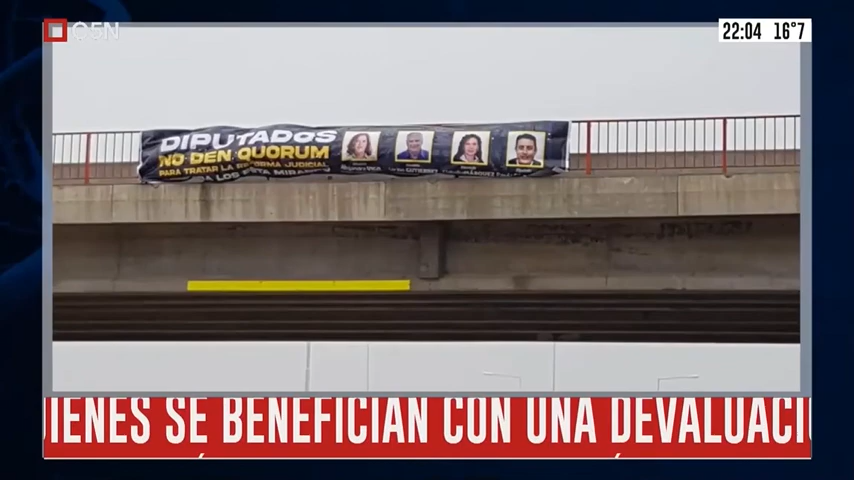 C5N
22:04 16°7
DIPUTADOS
NO DEN QUORUM
PARA TRATAR LA REFORMA JUDICIAL
GUTIERREZ
IENES SE BENEFICIAN CON UNA DEVALUACI